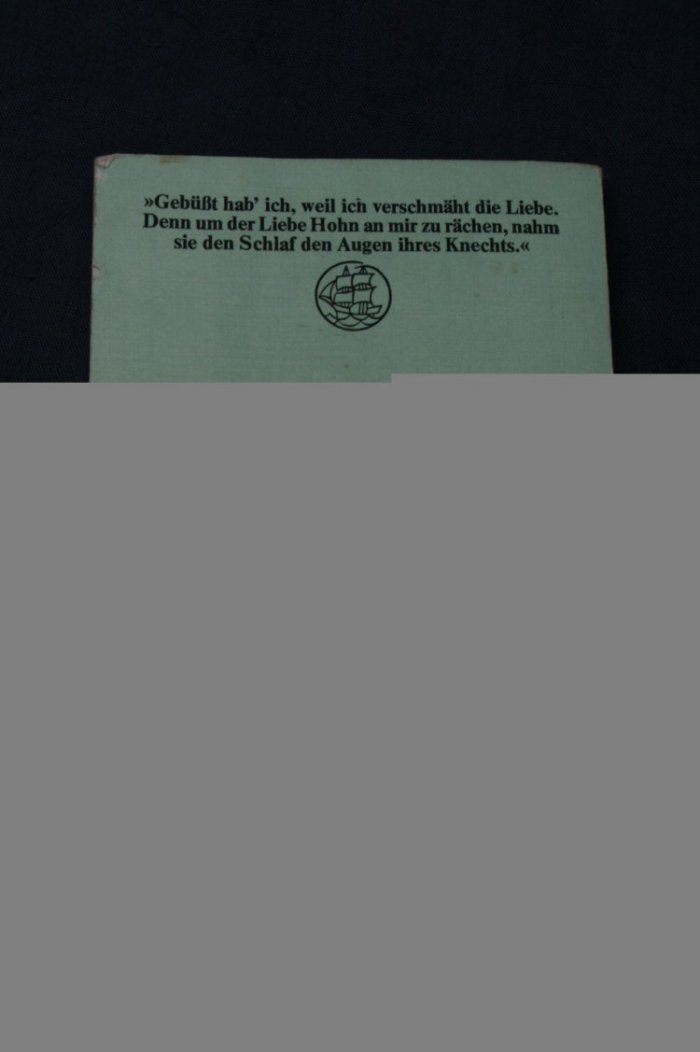 »Gebüßt hab' ich, weil ich verschmäht die Liebe.
Denn um der Liebe Hohn an mir zu rächen, nahm
sie den Schlaf den Augen ihres Knechts.«